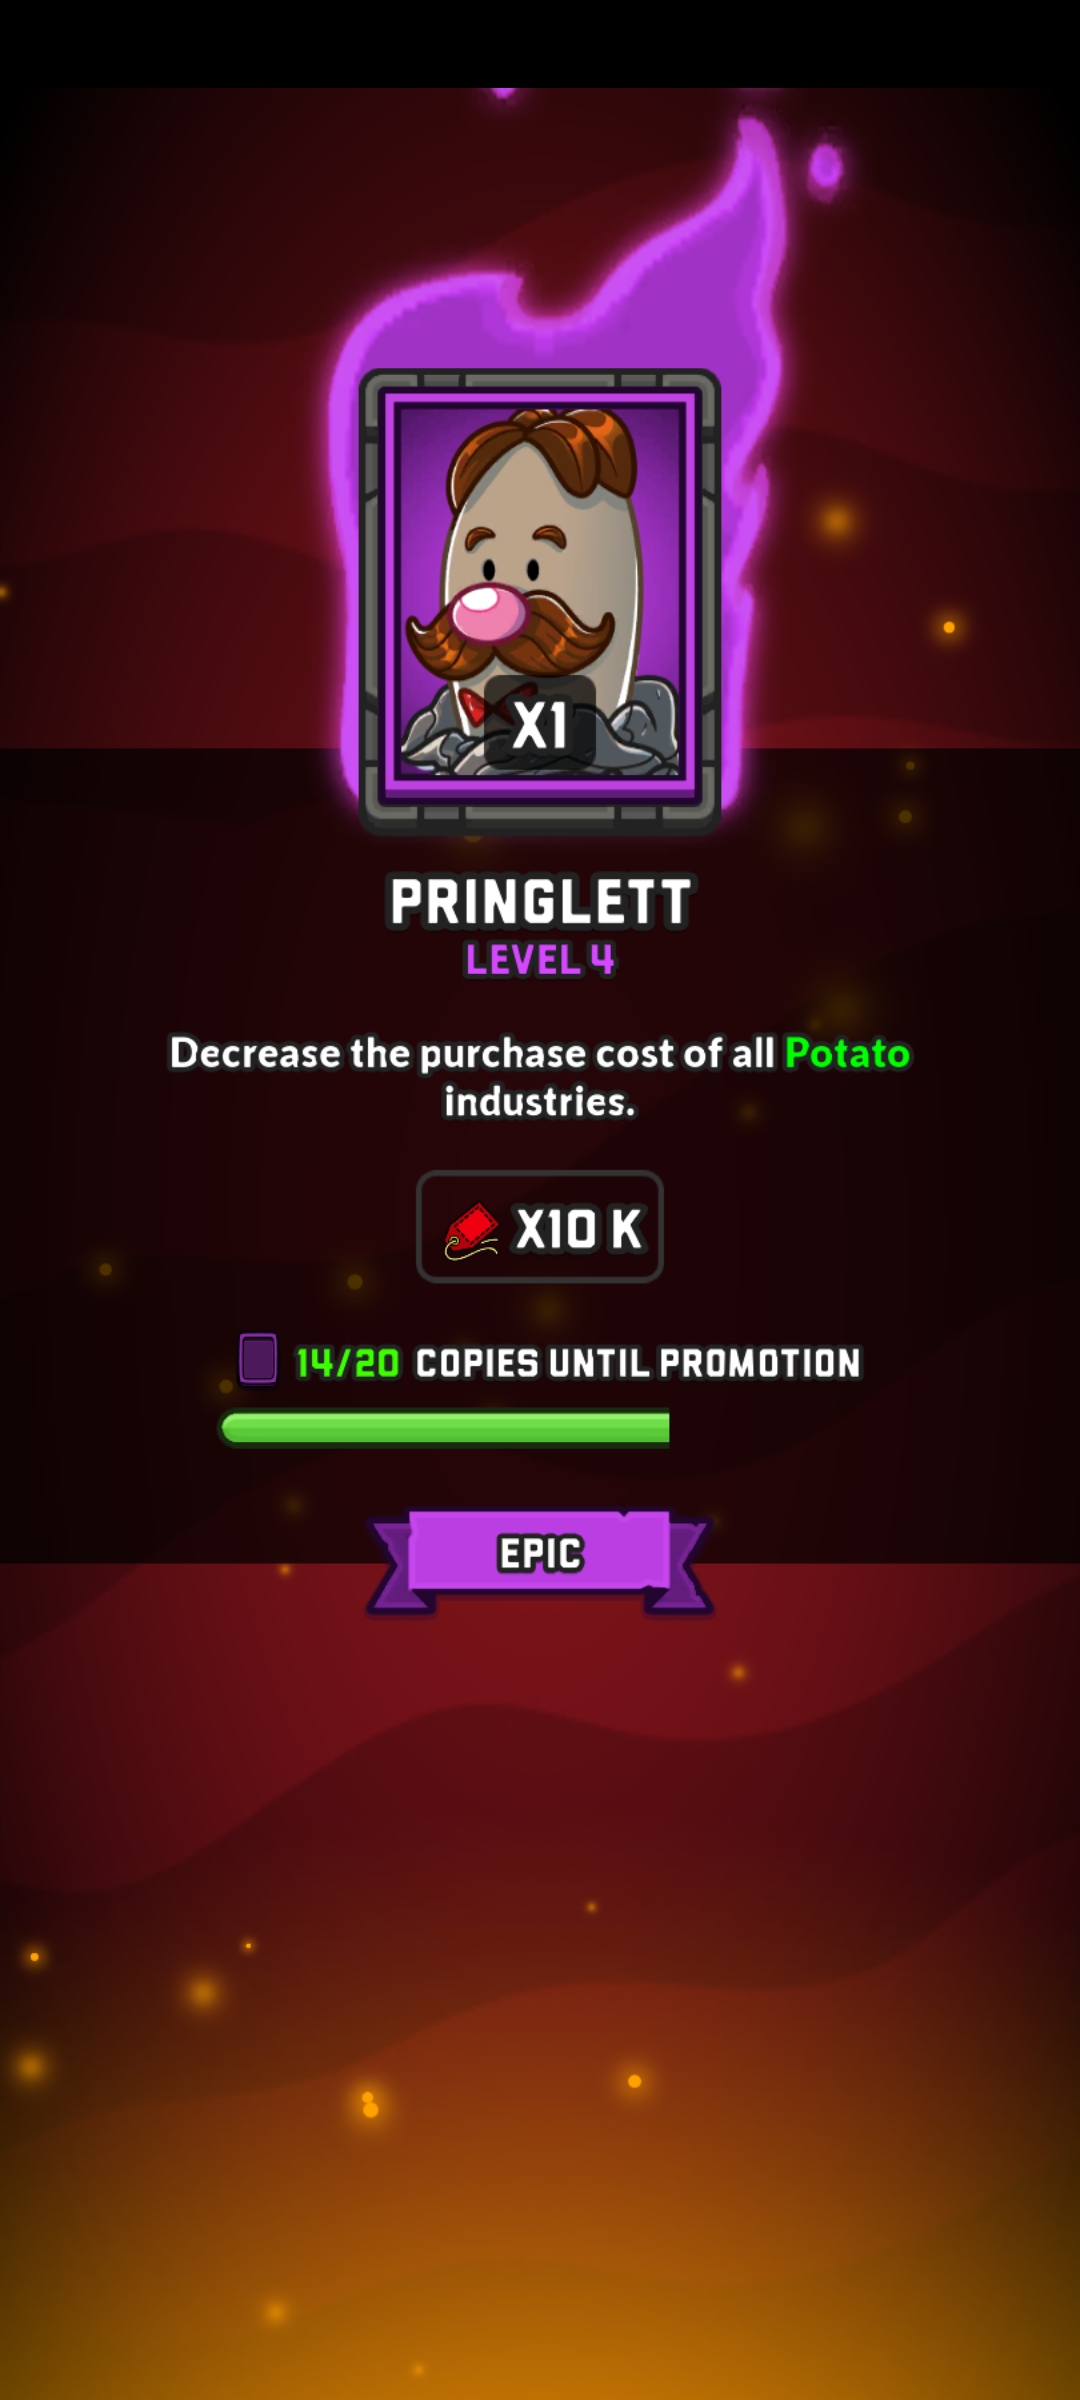 X1
PRINGLETT
LEVEL 4
Decrease the purchase cost of all Potato
industries.
X10 K
14/20 COPIES UNTIL PROMOTION
EPIC